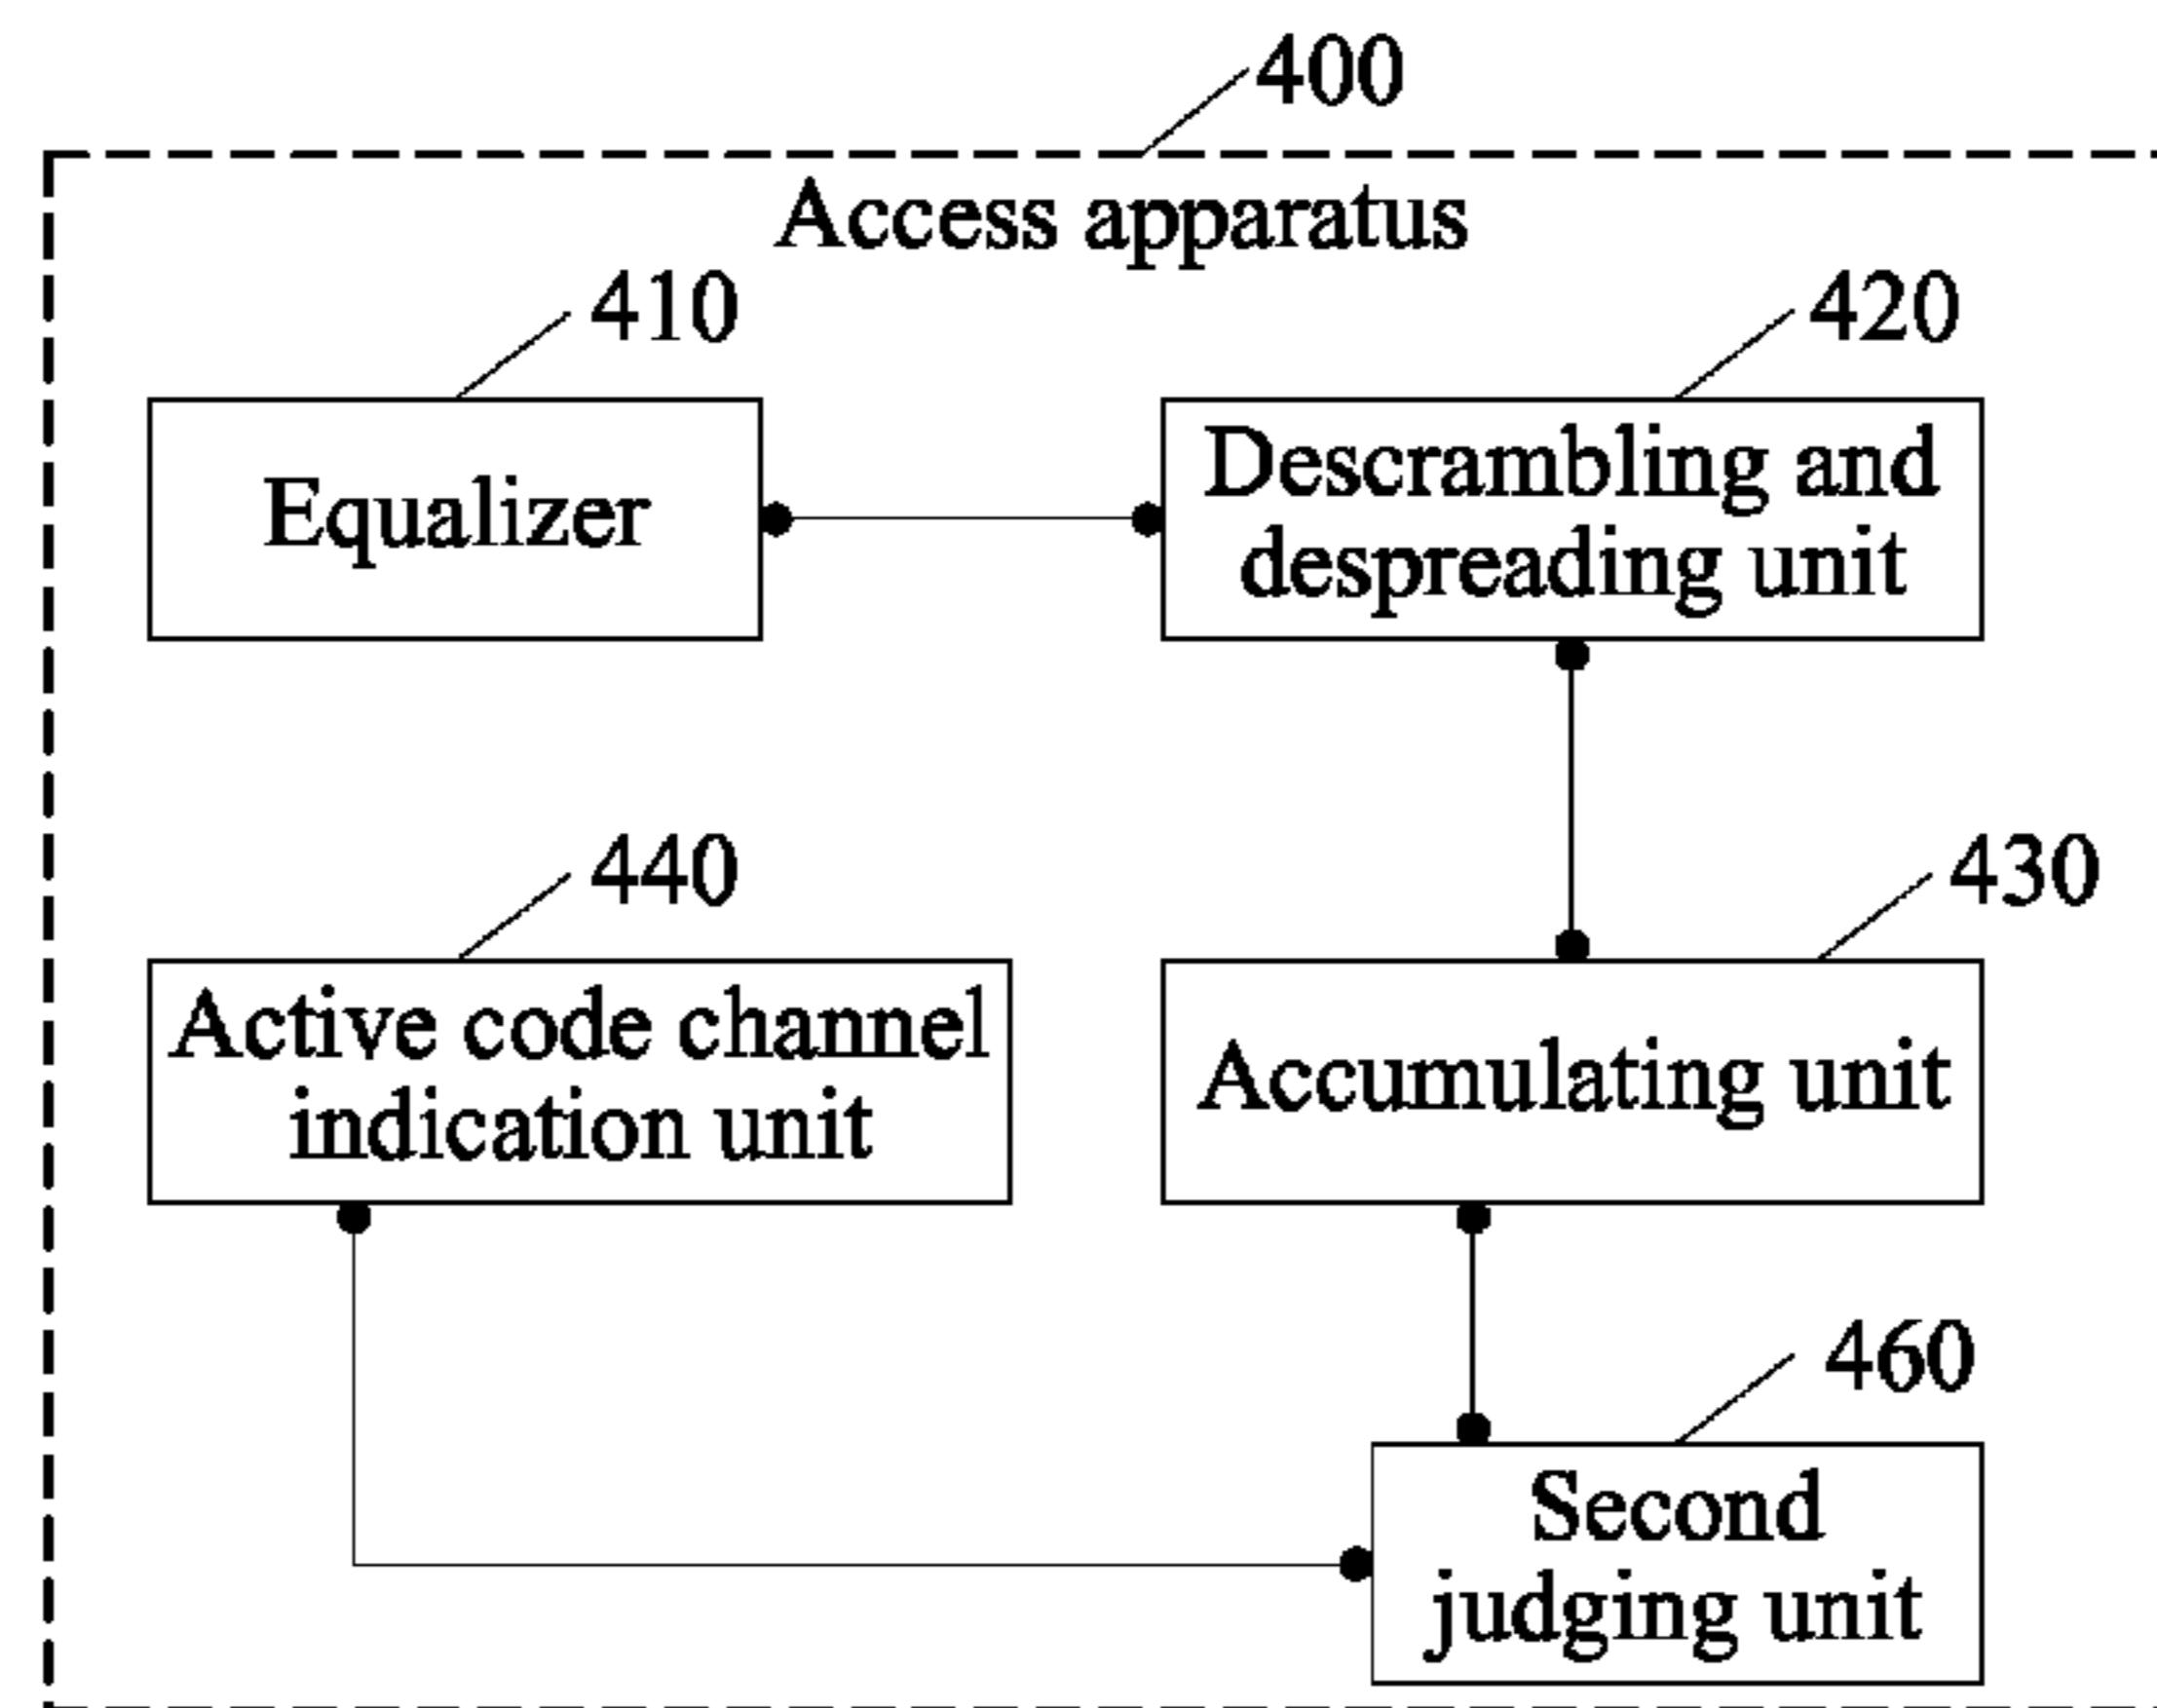 400
Access apparatus
410
420
Equalizer
Descrambling and
despreading unit
440
430
Active code channel
indication unit
Accumulating unit
460
Second
judging unit